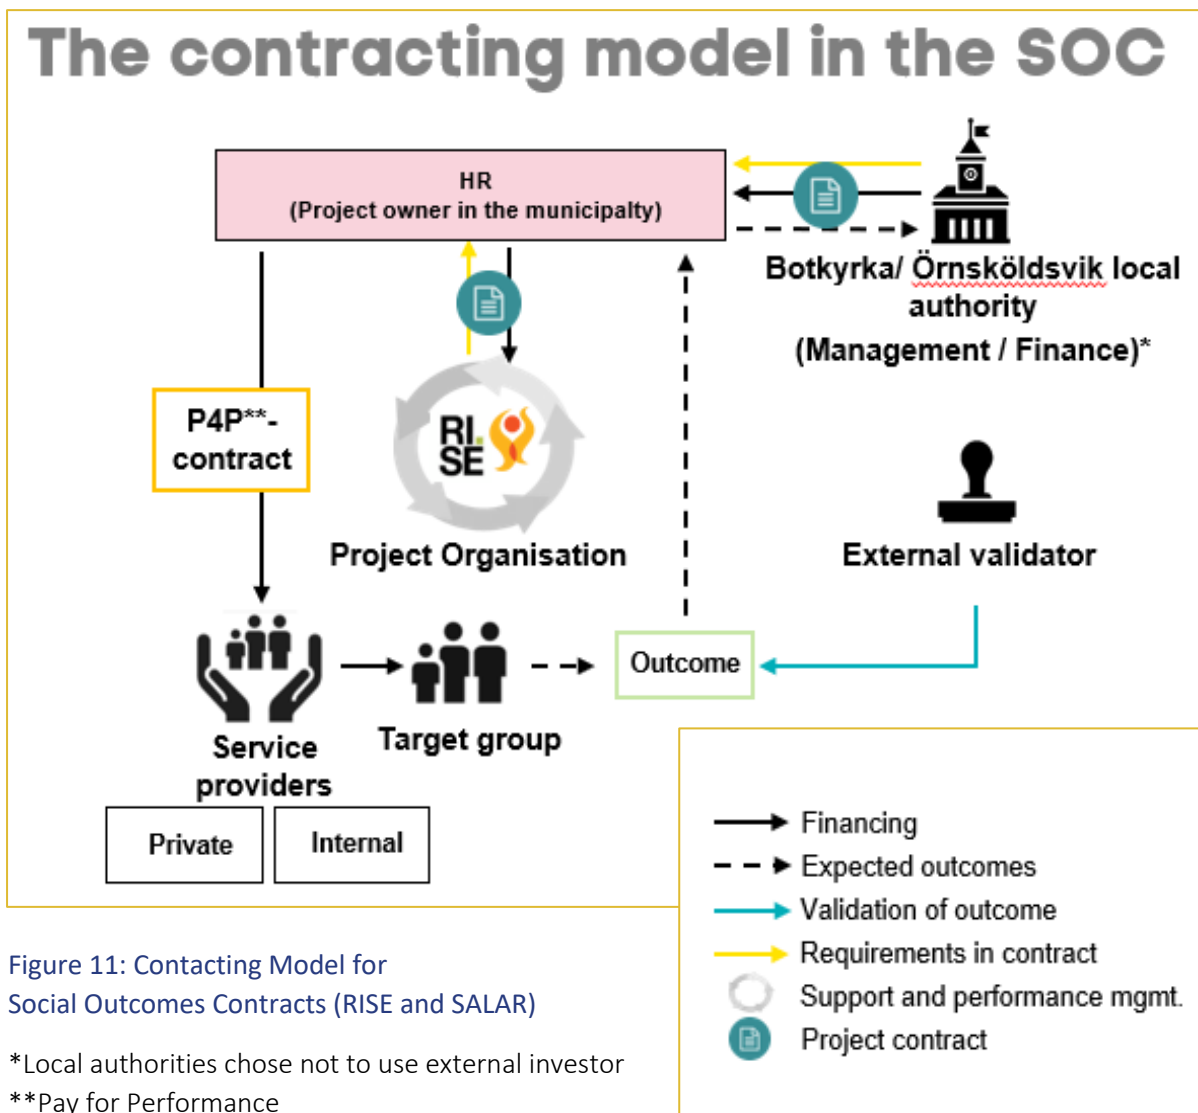 The contracting model in the SOC
HR
(Project owner in the municipalty)
Botkyrka/ Örnsköldsvik local
authority
(Management / Finance)*
P4P**-
contract
RI.
SE
Project Organisation
External validator
Outcome
Service
providers
Target group
Private
Internal
Financing
Expected outcomes
Validation of outcome
Requirements in contract
Support and performance mgmt.
Project contract
Figure 11: Contacting Model for
Social Outcomes Contracts (RISE and SALAR)
*Local authorities chose not to use external investor
**Pay for Performance